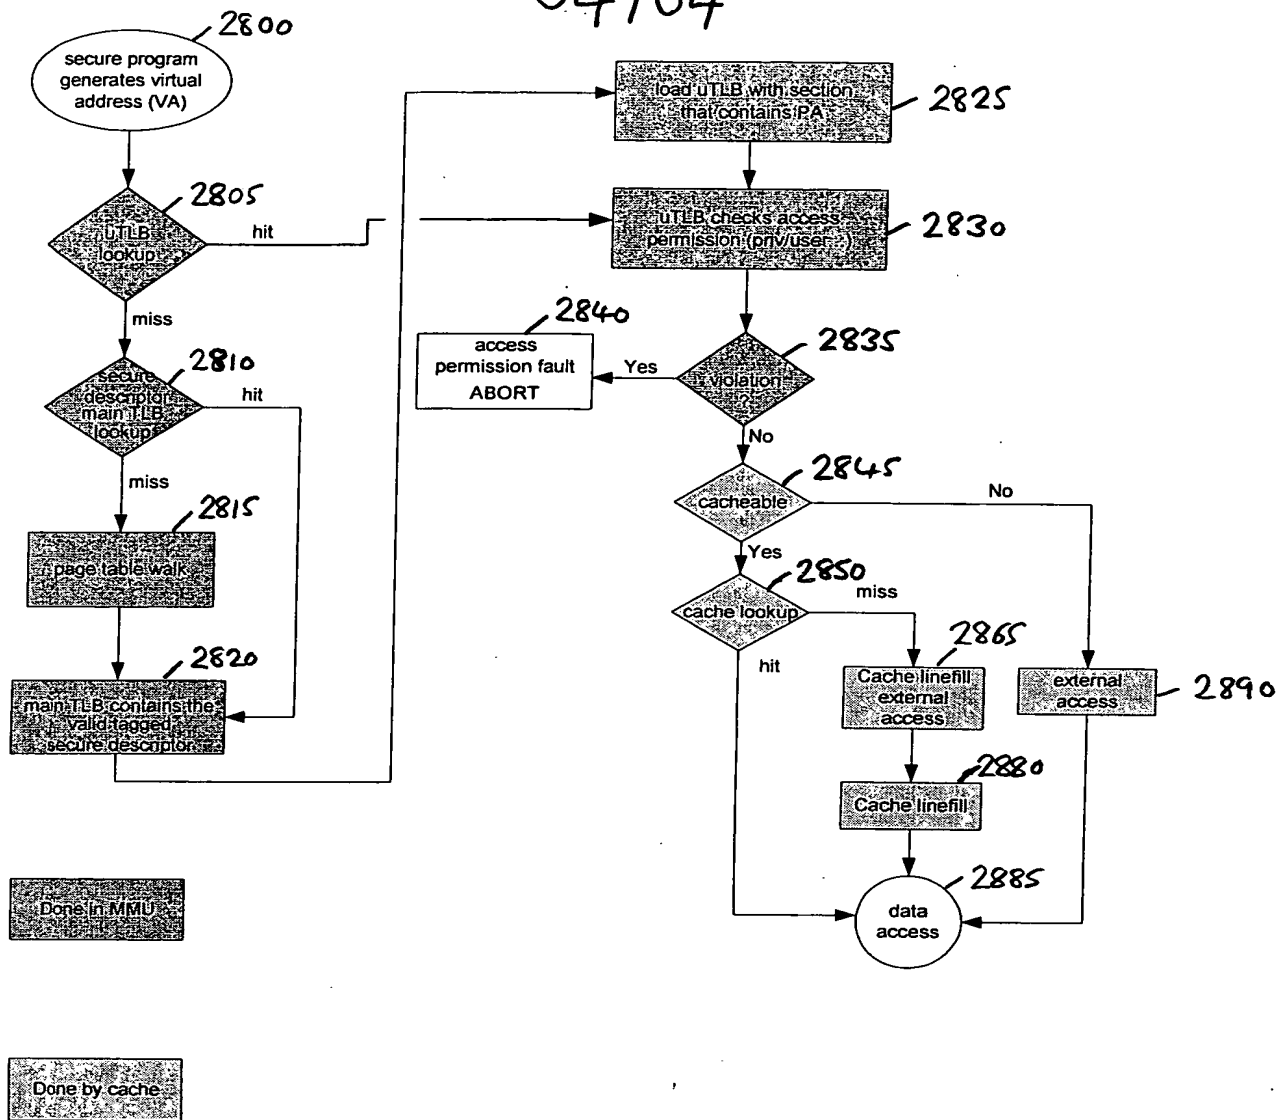 2800
secure program
generates virtual
address (VA)
2805
uTLB
lookup
hit
miss
2810
secure
descriptor
main TLB
lookup
hit
miss
2815
page table walk
2820
main TLB contains the
valid tagged
secure descriptor
load uTLB with section
that contains PA
2825
uTLB checks access
permission (priv/user ?)
2830
2840
access
permission fault
ABORT
Yes
2835
violation
?
No
2845
cacheable
No
Yes
2850
cache lookup
miss
hit
2865
Cache linefill
external
access
external
access
2890
2880
Cache linefill
2885
data
access
Done in MMU
Done by cache